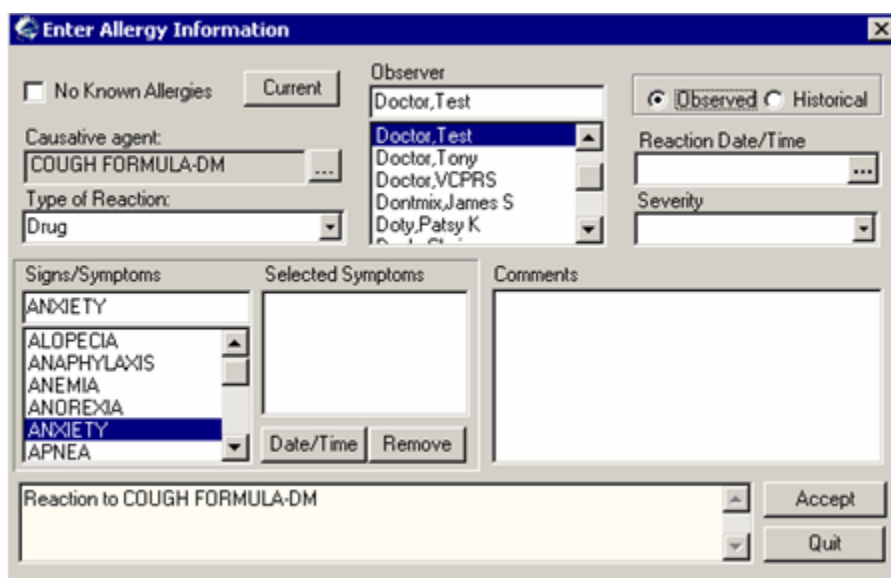 Enter Allergy Information
No Known Allergies
Current
Causative agent:
COUGH FORMULA-DM
...
Type of Reaction:
Drug
Observer
Doctor,Test
Doctor,Test
Doctor,Tony
Doctor,VCPRS
Dontmix,James S
Doty,Patsy K
Observed
Historical
Reaction Date/Time
...
Severity
Signs/Symptoms
ANXIETY
ALOPECIA
ANAPHYLAXIS
ANEMIA
ANOREXIA
ANXIETY
APNEA
Selected Symptoms
Date/Time
Remove
Comments
Reaction to COUGH FORMULA-DM
Accept
Quit